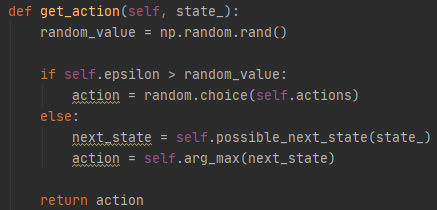 def get_action(self, state_):
    random_value = np.random.rand()

    if self.epsilon > random_value:
        action = random.choice(self.actions)
    else:
        next_state = self.possible_next_state(state_)
        action = self.arg_max(next_state)

    return action